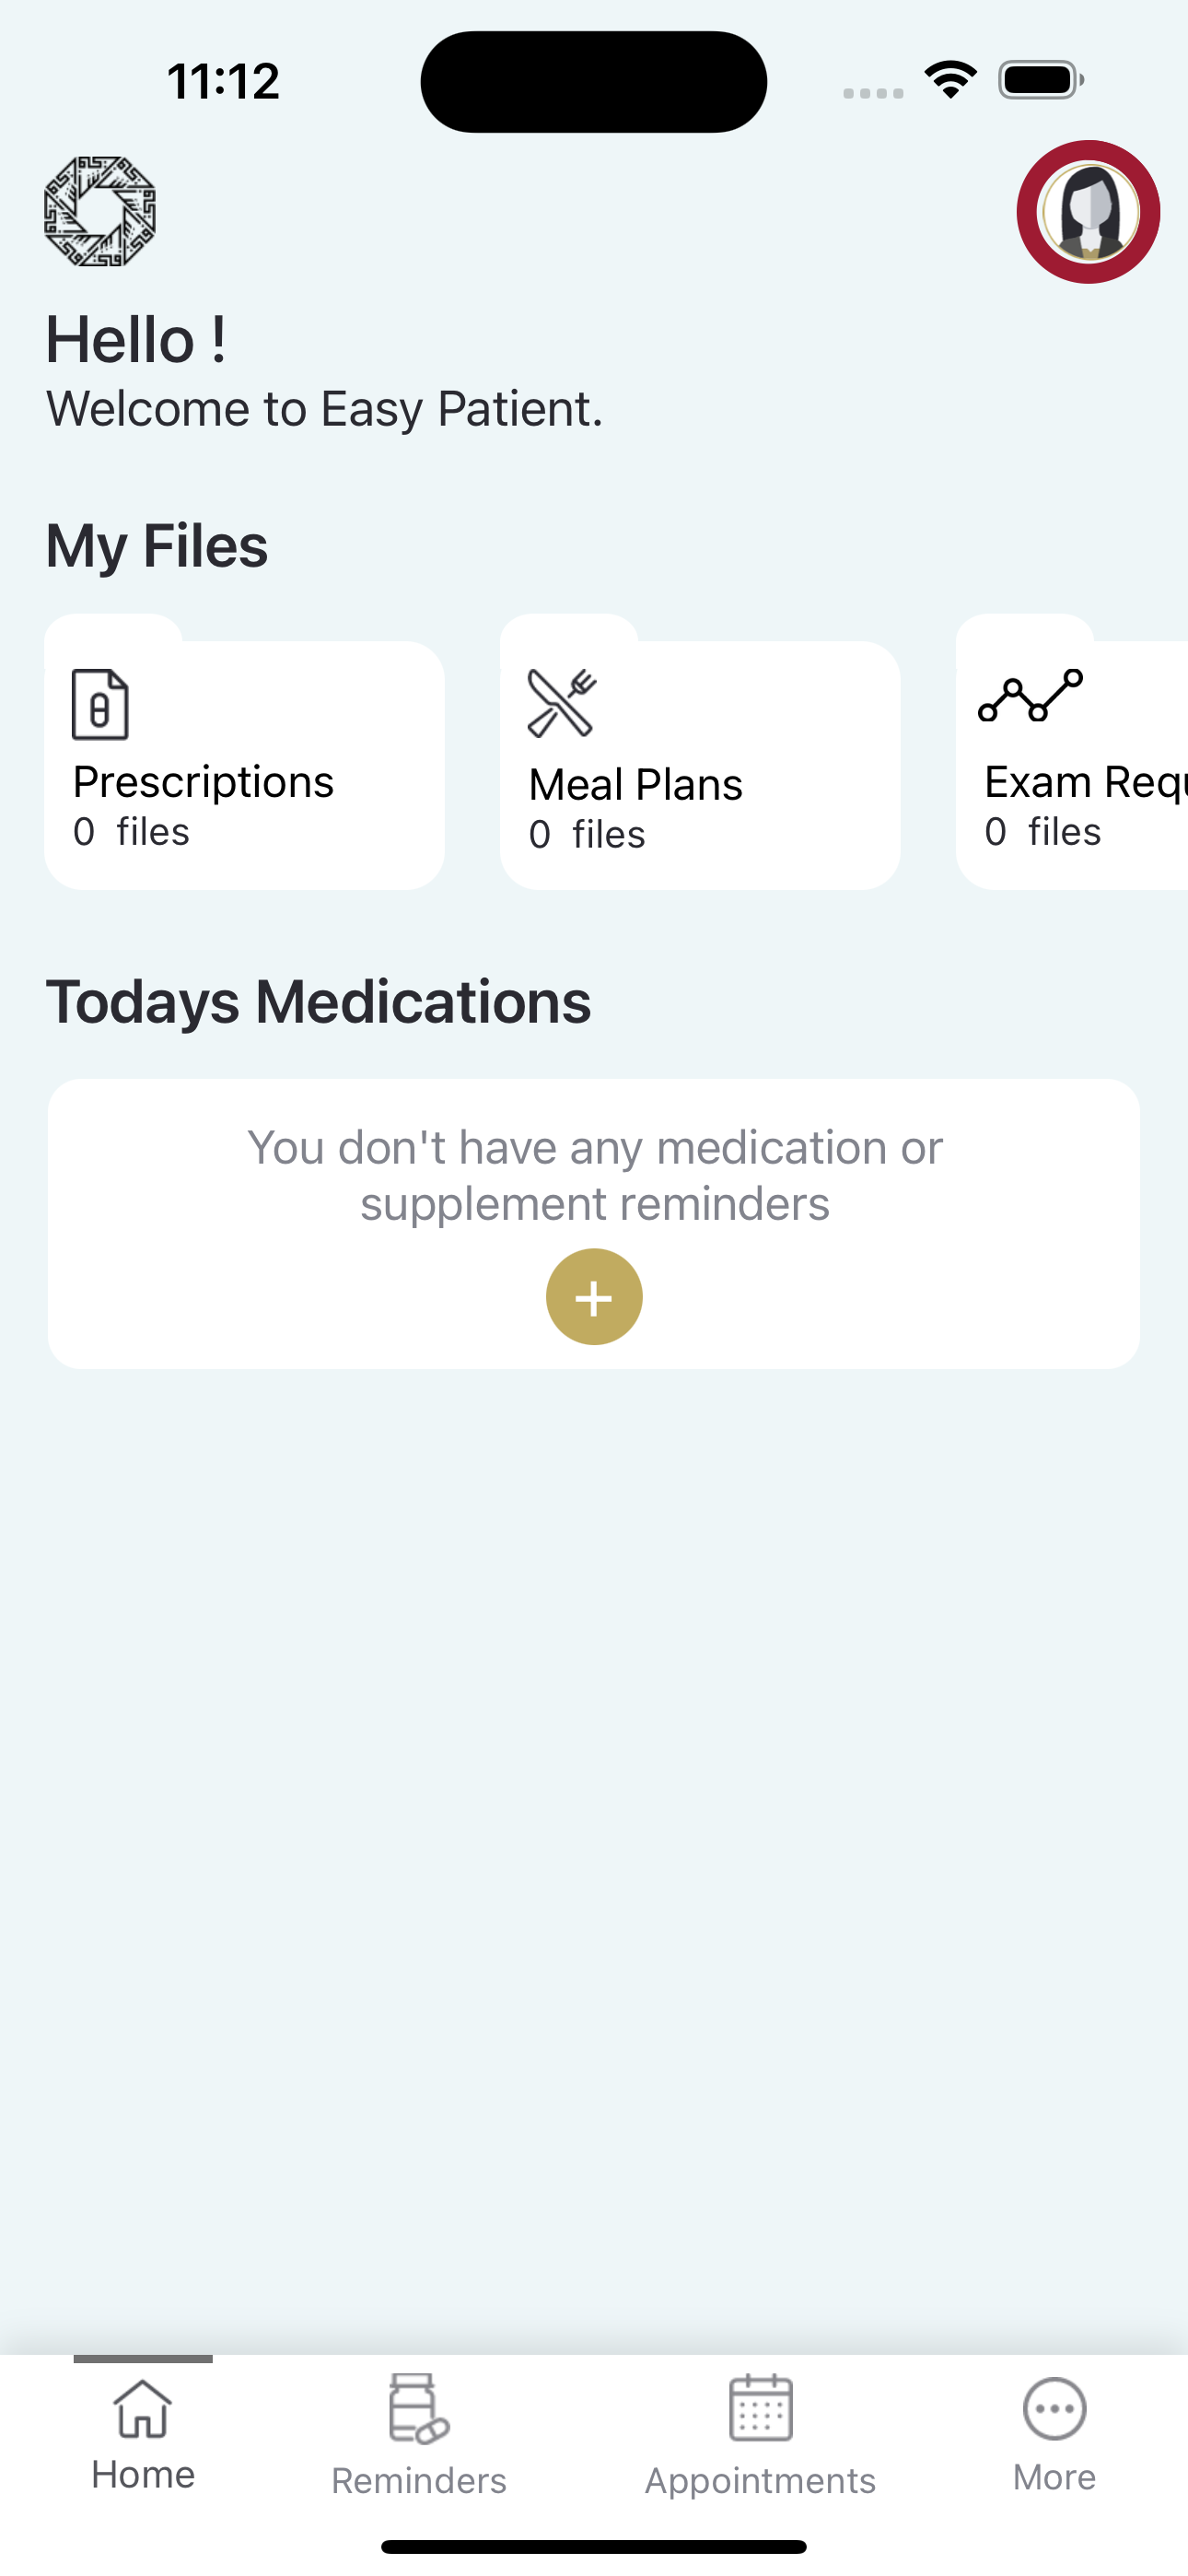 11:12
Hello !
Welcome to Easy Patient.
My Files
Prescriptions
0 files
Meal Plans
0 files
Exam Requ
0 files
Todays Medications
You don't have any medication or
supplement reminders
+
Home
Reminders
Appointments
More